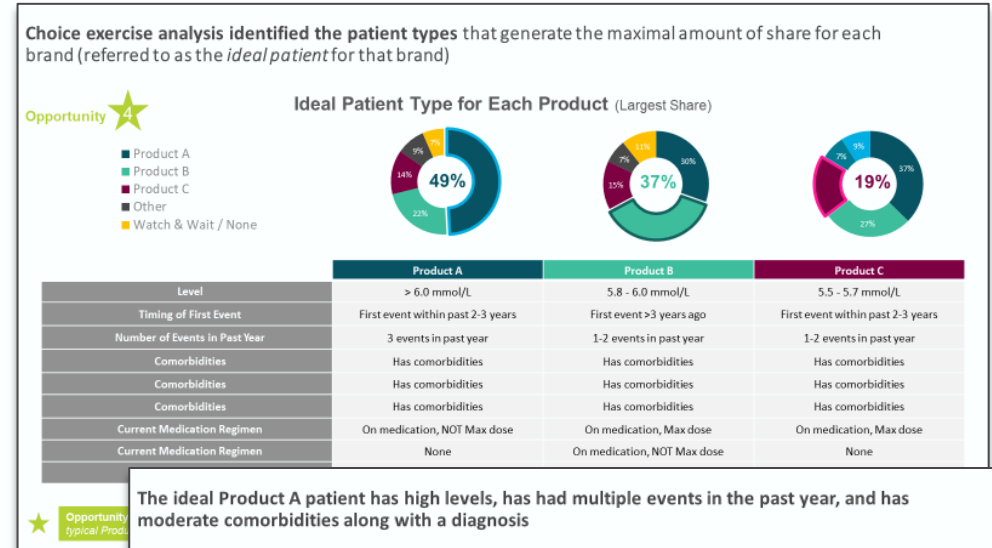 Choice exercise analysis identified the patient types that generate the maximal amount of share for each
brand (referred to as the ideal patient for that brand)
Opportunity 4
Ideal Patient Type for Each Product (Largest Share)
Product A
Product B
Product C
Other
Watch & Wait / None
49%
22%
14%
9%
7%
37%
30%
15%
7%
11%
19%
37%
27%
7%
9%
Product A Product B Product C
Level > 6.0 mmol/L 5.8 - 6.0 mmol/L 5.5 - 5.7 mmol/L
Timing of First Event First event within past 2-3 years First event >3 years ago First event within past 2-3 years
Number of Events in Past Year 3 events in past year 1-2 events in past year 1-2 events in past year
Comorbidities Has comorbidities Has comorbidities Has comorbidities
Comorbidities Has comorbidities Has comorbidities Has comorbidities
Comorbidities Has comorbidities Has comorbidities Has comorbidities
Current Medication Regimen On medication, NOT Max dose On medication, Max dose On medication, Max dose
Current Medication Regimen None On medication, NOT Max dose None
Opportunity
typical Produ
The ideal Product A patient has high levels, has had multiple events in the past year, and has
moderate comorbidities along with a diagnosis